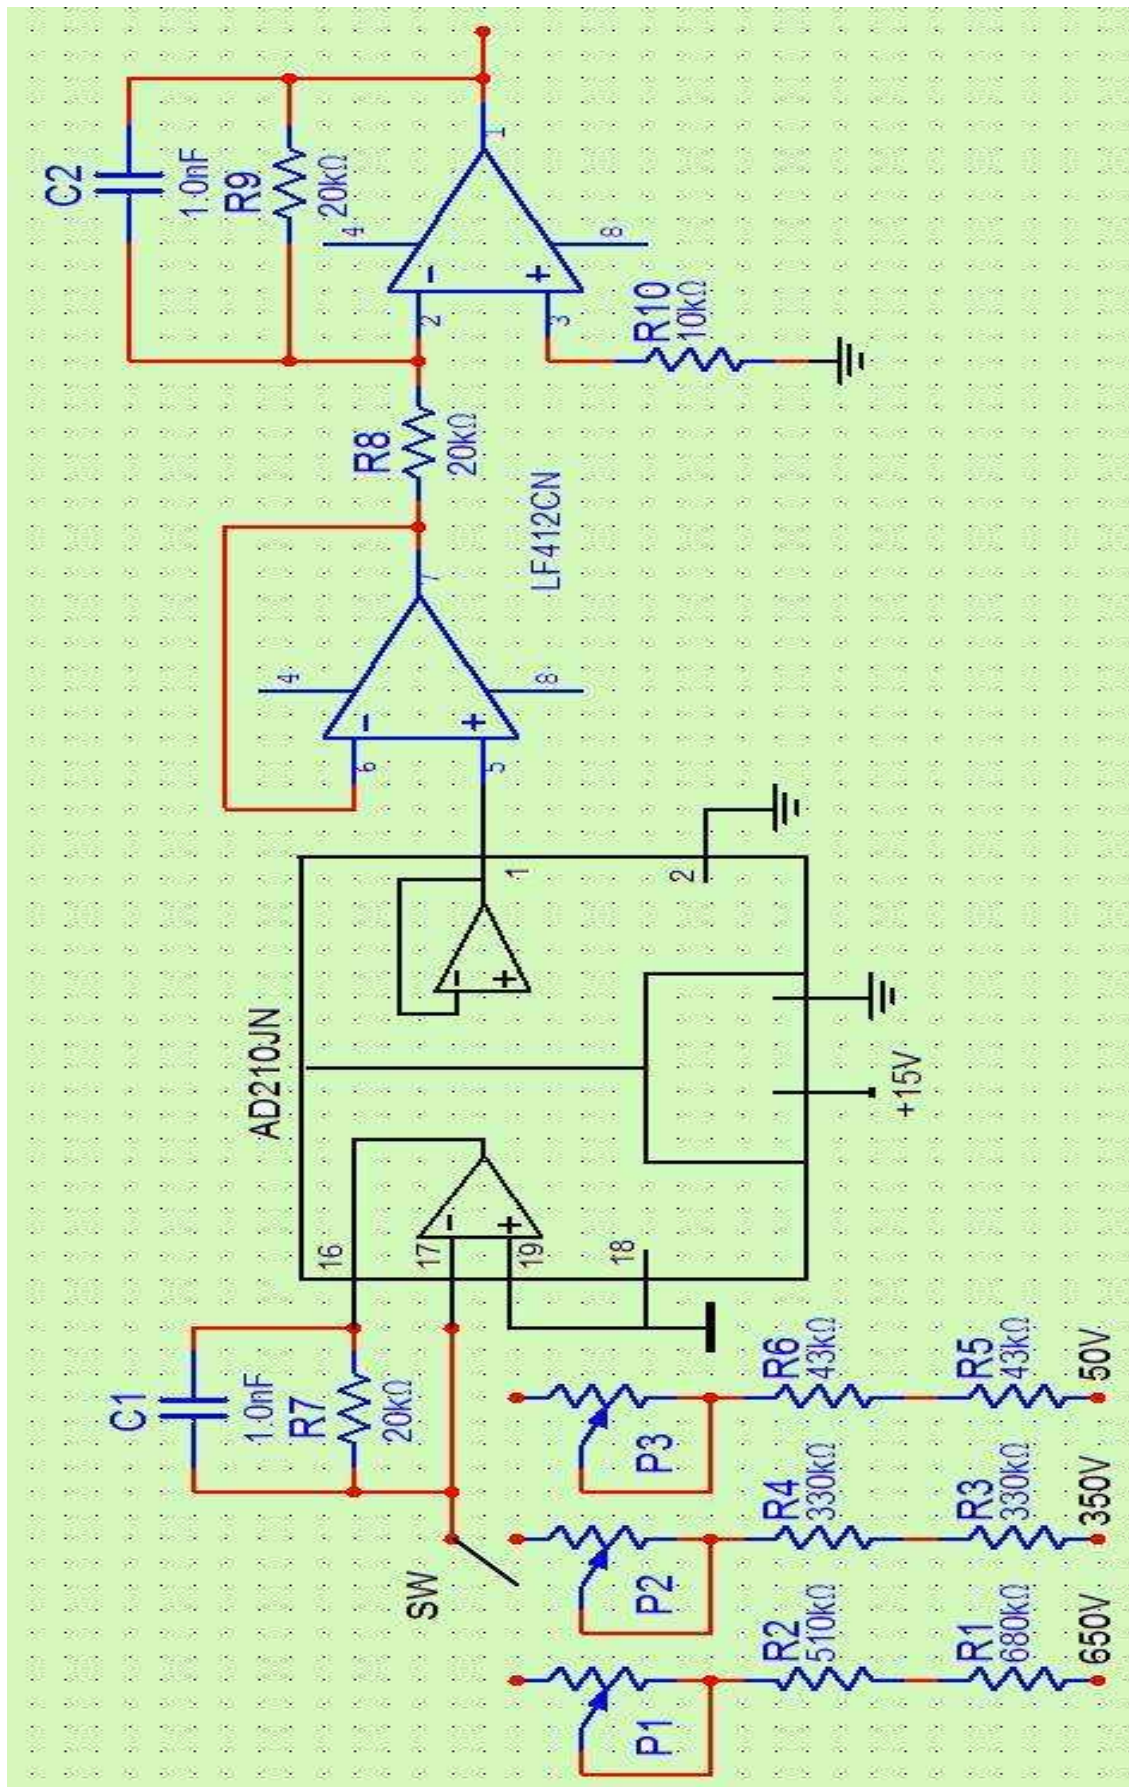 650V
R1
680kΩ
R2
510kΩ
P1
350V
R3
330kΩ
R4
330kΩ
P2
50V
R5
43kΩ
R6
43kΩ
P3
SW
C1
1.0nF
R7
20kΩ
AD210JN
16
17
-
+
19
18
+15V
-
+
1
2
6
-
5
+
4
8
7
LF412CN
R8
20kΩ
C2
1.0nF
R9
20kΩ
2
-
3
+
4
8
1
R10
10kΩ